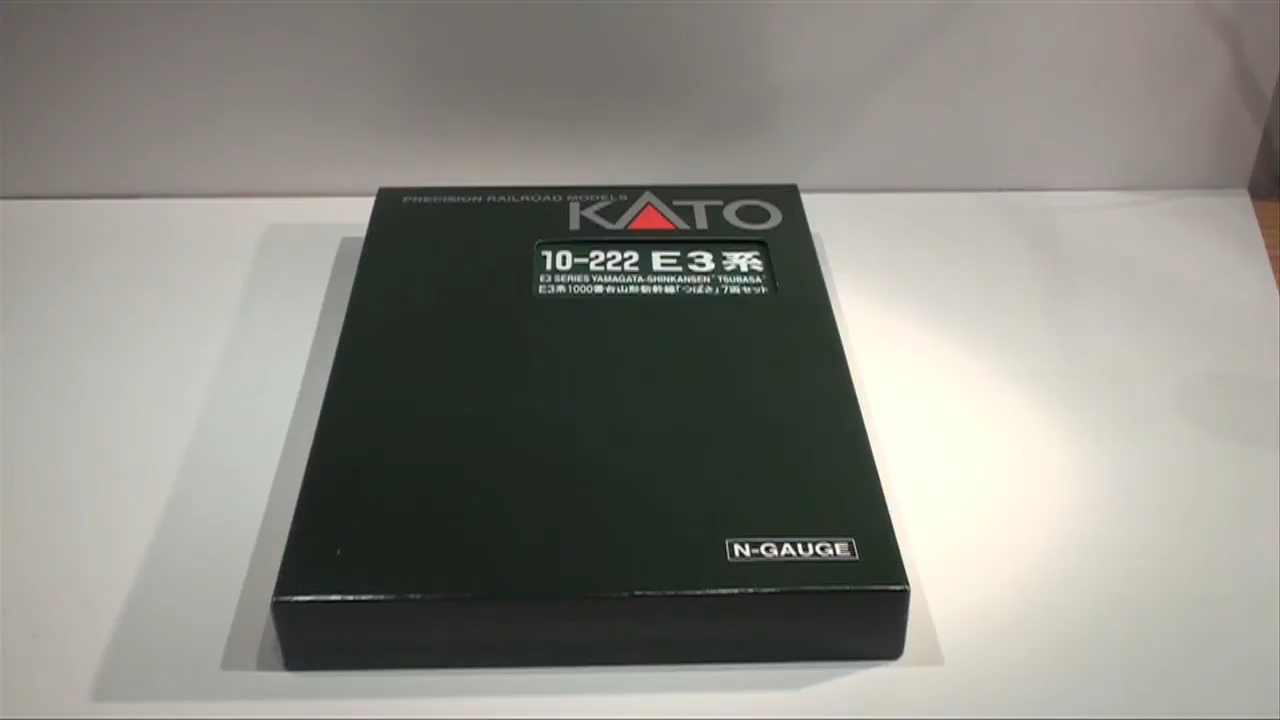 PRECISION RAILROAD MODELS
KATO
10-222 E3系
E3 SERIES YAMAGATA-SHINKANSEN "TSUBASA"
E3系1000番台山形新幹線「つばさ」7両セット
N-GAUGE